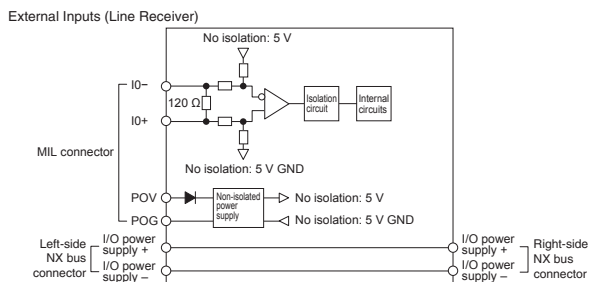 External Inputs (Line Receiver)
No isolation: 5 V
I0−
120 Ω
I0+
Isolation circuit
Internal circuits
MIL connector
No isolation: 5 V GND
POV
Non-isolated power supply
No isolation: 5 V
POG
No isolation: 5 V GND
Left-side NX bus connector
I/O power supply +
I/O power supply –
I/O power supply +
I/O power supply –
Right-side NX bus connector